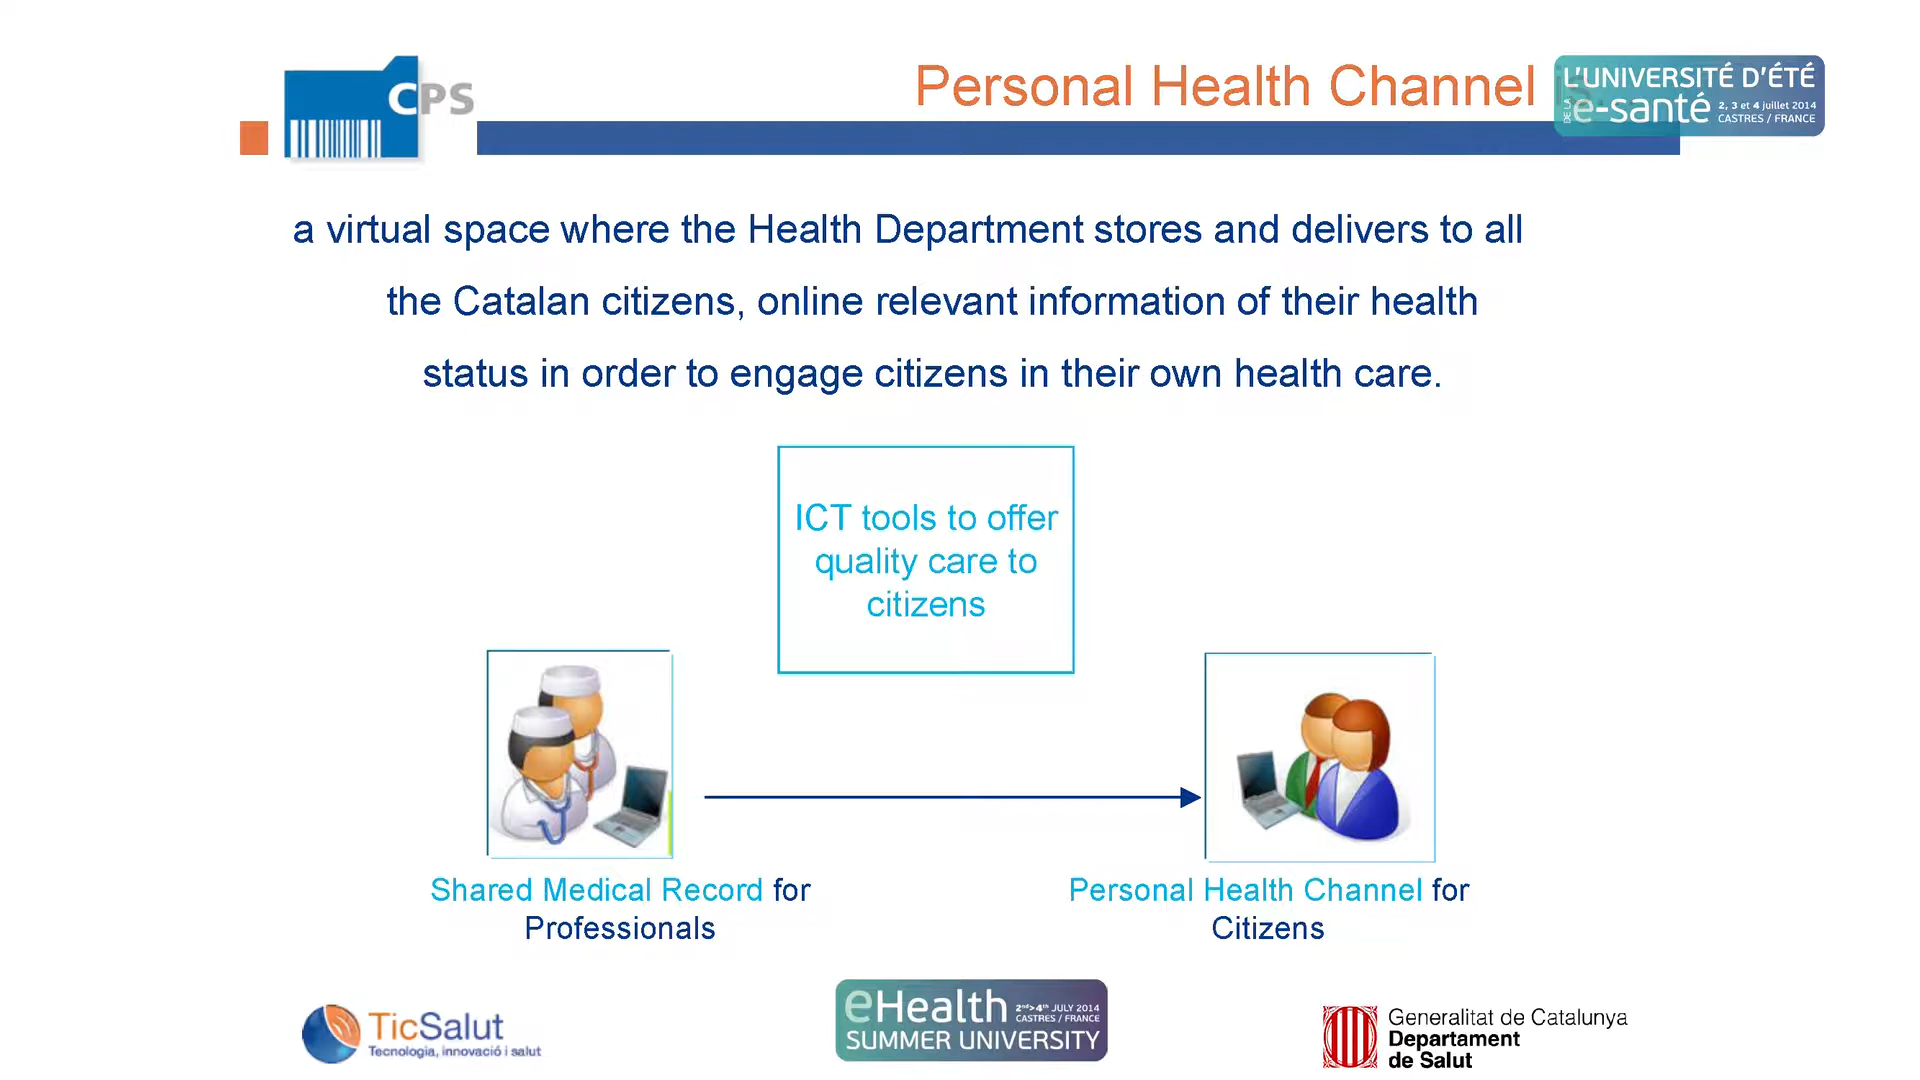 CPS
Personal Health Channel is:
L'UNIVERSITÉ D'ÉTÉ
DE LA e-santé
2, 3 et 4 juillet 2014
CASTRES / FRANCE
a virtual space where the Health Department stores and delivers to all
the Catalan citizens, online relevant information of their health
status in order to engage citizens in their own health care.
ICT tools to offer
quality care to
citizens
Shared Medical Record for
Professionals
Personal Health Channel for
Citizens
TicSalut
Tecnologia, innovació i salut
eHealth
2nd>4th JULY 2014
CASTRES / FRANCE
SUMMER UNIVERSITY
Generalitat de Catalunya
Departament
de Salut